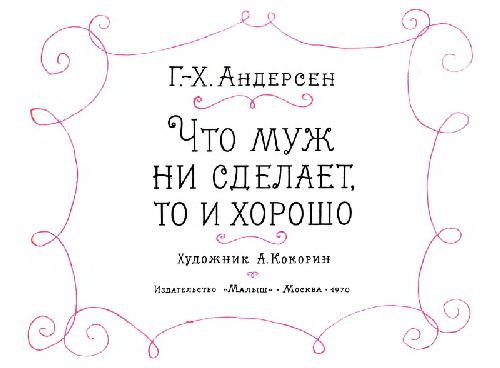 Г.-Х. Андерсен
Что муж
ни сделает,
то и хорошо
Художник А. Кокорин
Издательство «Малыш» · Москва · 1970